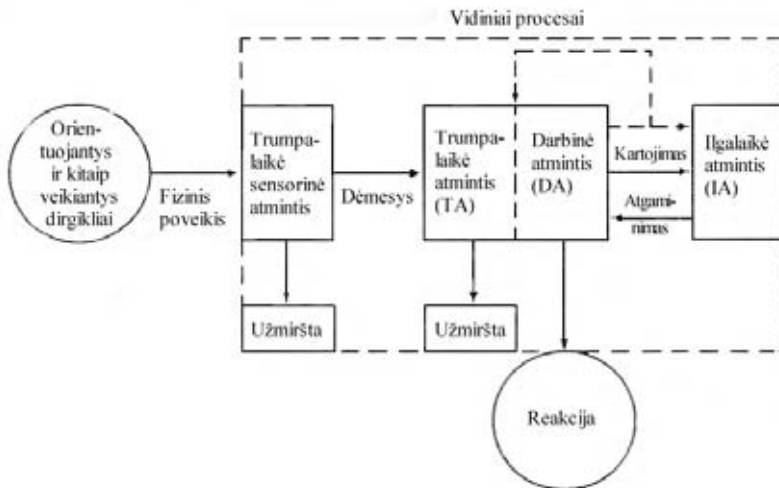 Vidiniai procesai
Orien-
tuojantys
ir kitaip
veikiantys
dirgikliai
Fizinis
poveikis
Trumpa-
laikė
sensorinė
atmintis
Dėmesys
Trumpa-
laikė
atmintis
(TA)
Darbinė
atmintis
(DA)
Kartojimas
Atgami-
nimas
Ilgalaikė
atmintis
(IA)
Užmiršta
Užmiršta
Reakcija